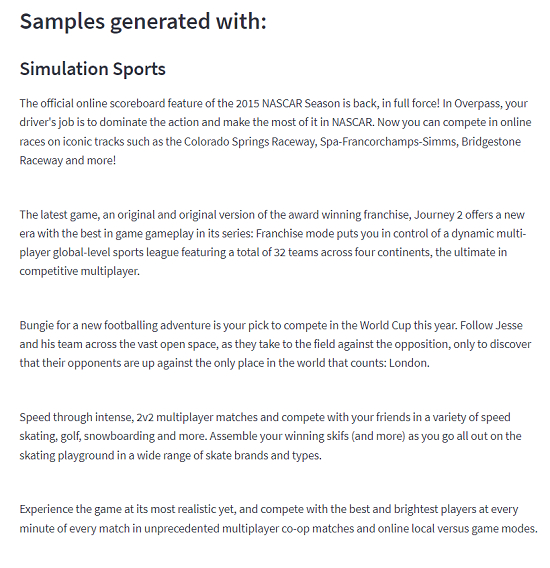 Samples generated with:
Simulation Sports
The official online scoreboard feature of the 2015 NASCAR Season is back, in full force! In Overpass, your
driver's job is to dominate the action and make the most of it in NASCAR. Now you can compete in online
races on iconic tracks such as the Colorado Springs Raceway, Spa-Francorchamps-Simms, Bridgestone
Raceway and more!
The latest game, an original and original version of the award winning franchise, Journey 2 offers a new
era with the best in game gameplay in its series: Franchise mode puts you in control of a dynamic multi-
player global-level sports league featuring a total of 32 teams across four continents, the ultimate in
competitive multiplayer.
Bungie for a new footballing adventure is your pick to compete in the World Cup this year. Follow Jesse
and his team across the vast open space, as they take to the field against the opposition, only to discover
that their opponents are up against the only place in the world that counts: London.
Speed through intense, 2v2 multiplayer matches and compete with your friends in a variety of speed
skating, golf, snowboarding and more. Assemble your winning skifs (and more) as you go all out on the
skating playground in a wide range of skate brands and types.
Experience the game at its most realistic yet, and compete with the best and brightest players at every
minute of every match in unprecedented multiplayer co-op matches and online local versus game modes.